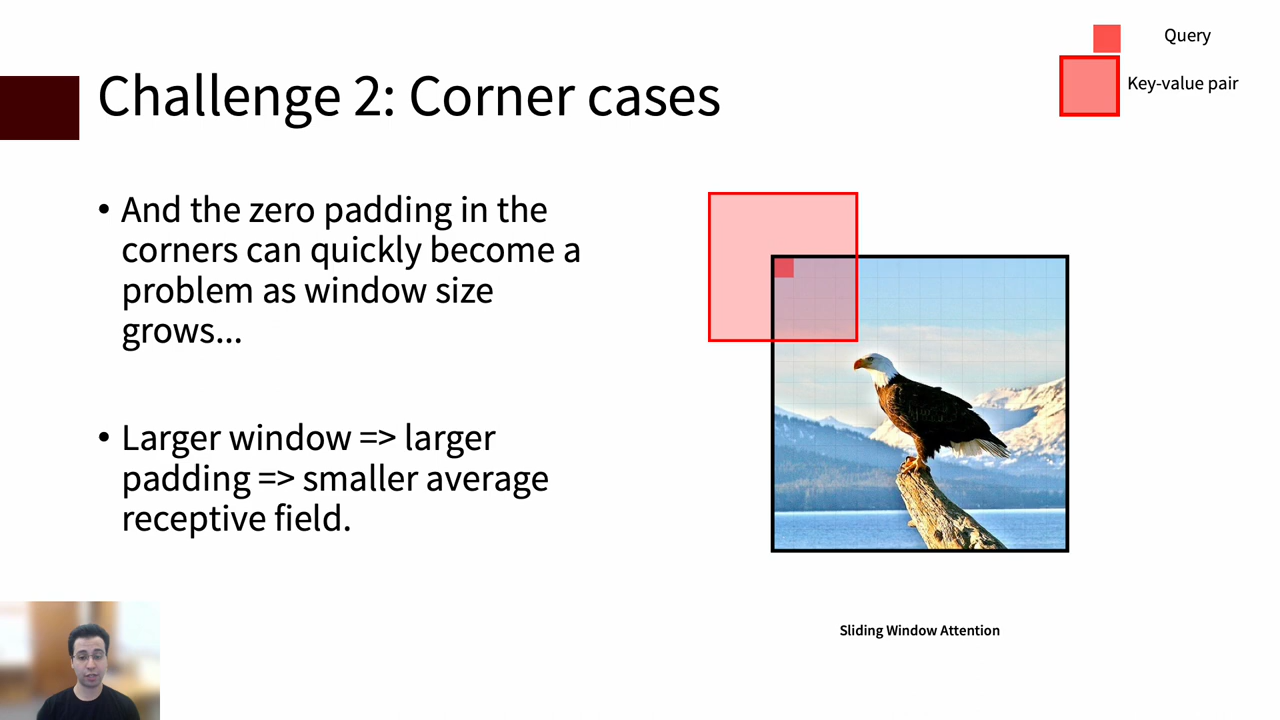 Query
Key-value pair
Challenge 2: Corner cases
• And the zero padding in the
corners can quickly become a
problem as window size
grows...
• Larger window => larger
padding => smaller average
receptive field.
Sliding Window Attention